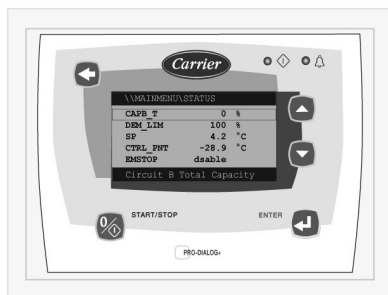 Carrier
\\MAINMENU\STATUS
CAPB_T 0 %
DEM_LIM 100 %
SP 4.2 °C
CTRL_PNT -28.9 °C
EMSTOP dsable
Circuit B Total Capacity
START/STOP
ENTER
PRO-DIALOG+